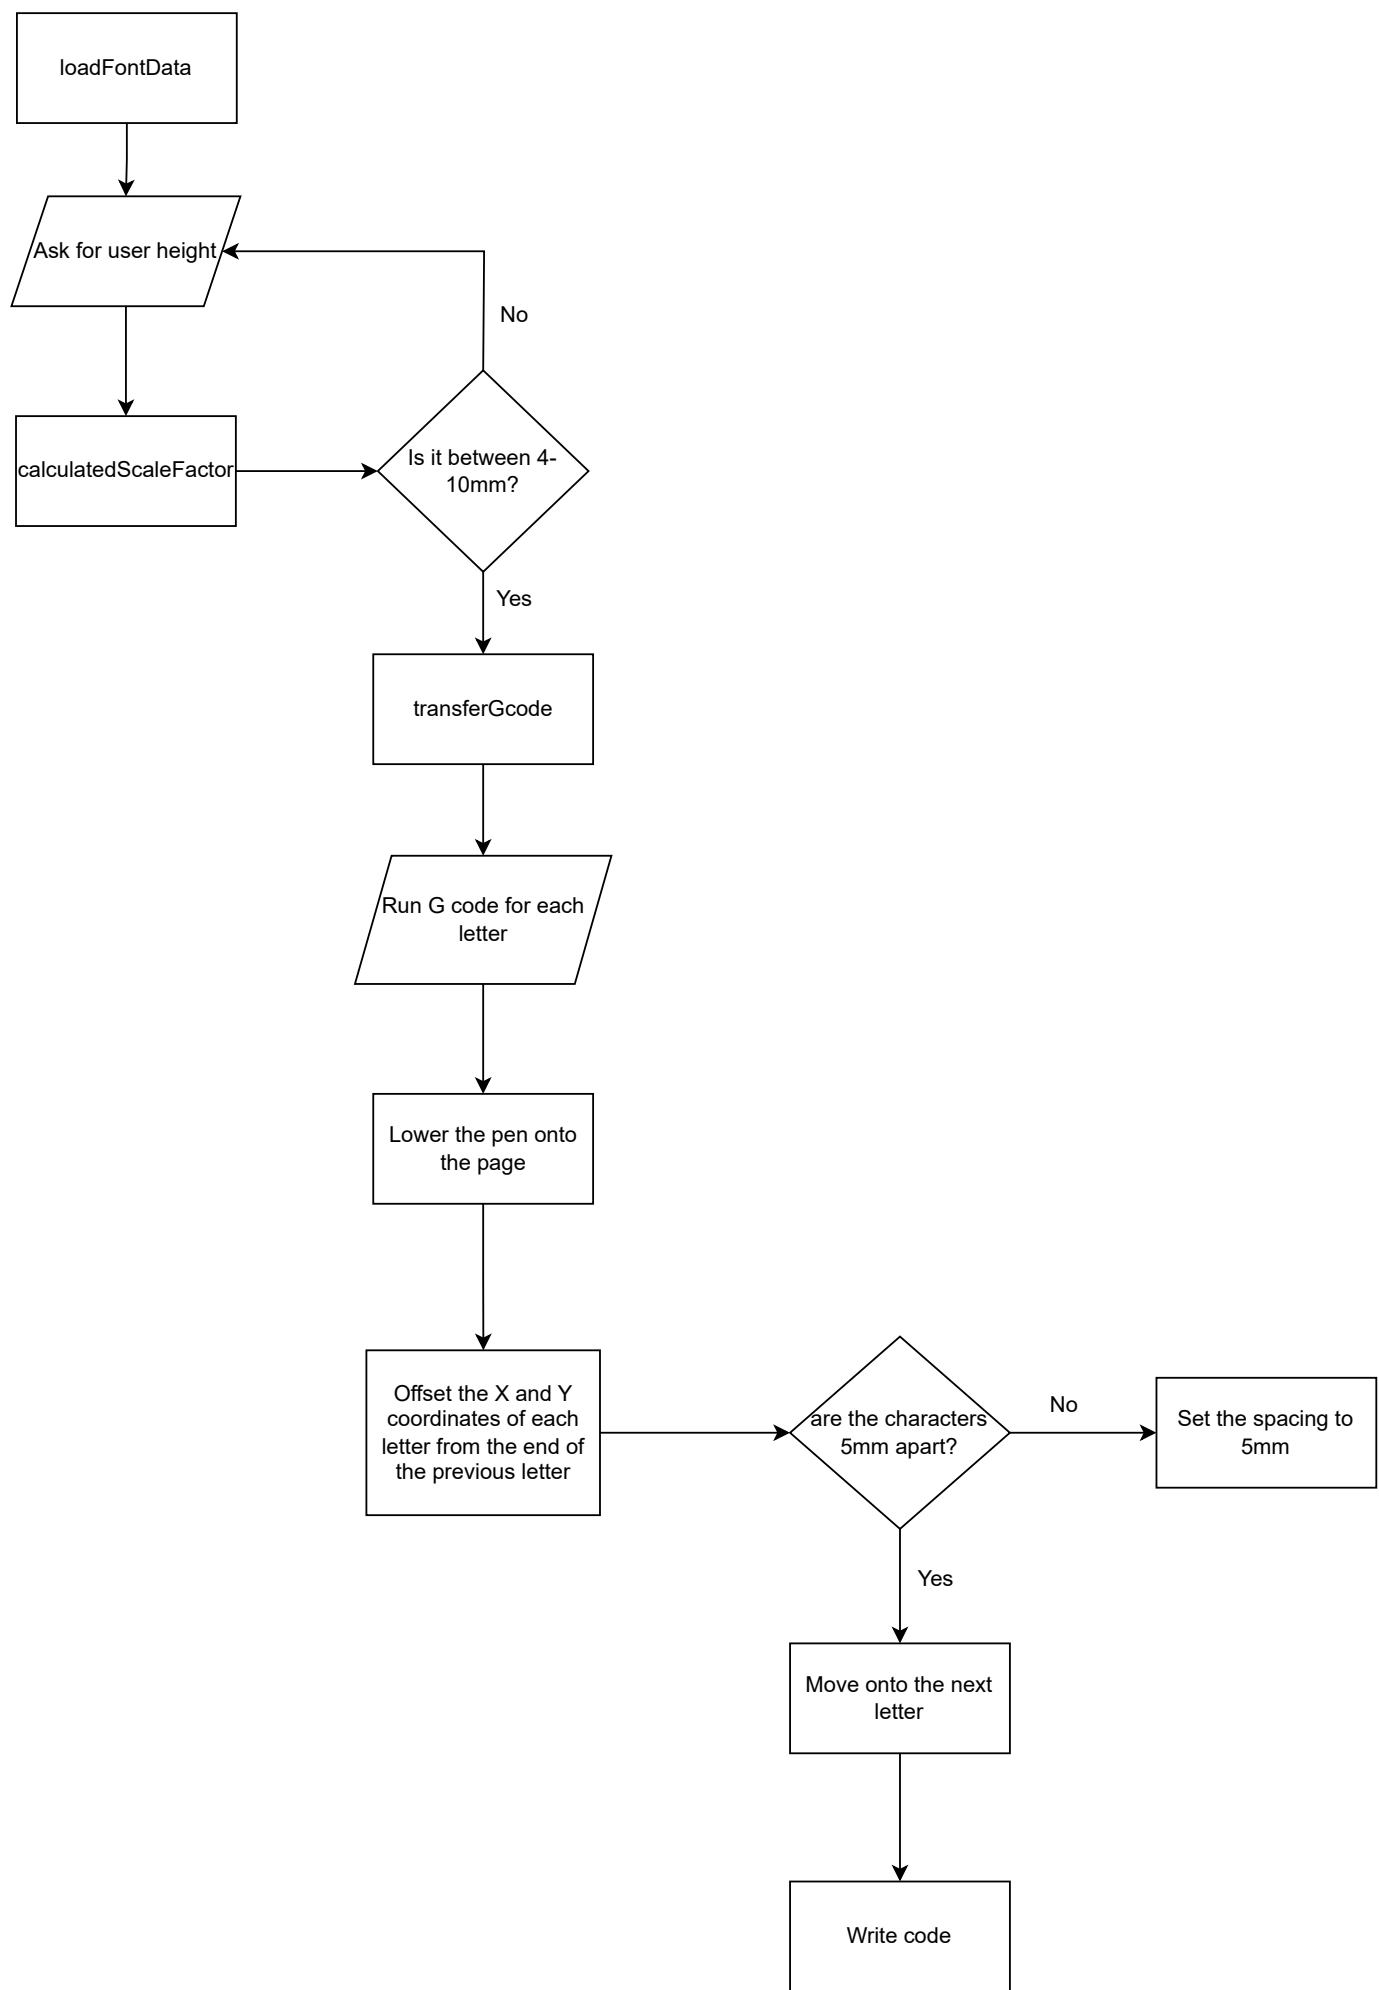 loadFontData
Ask for user height
No
calculatedScaleFactor
Is it between 4-
10mm?
Yes
transferGcode
Run G code for each
letter
Lower the pen onto
the page
Offset the X and Y
coordinates of each
letter from the end of
the previous letter
are the characters
5mm apart?
No
Set the spacing to
5mm
Yes
Move onto the next
letter
Write code